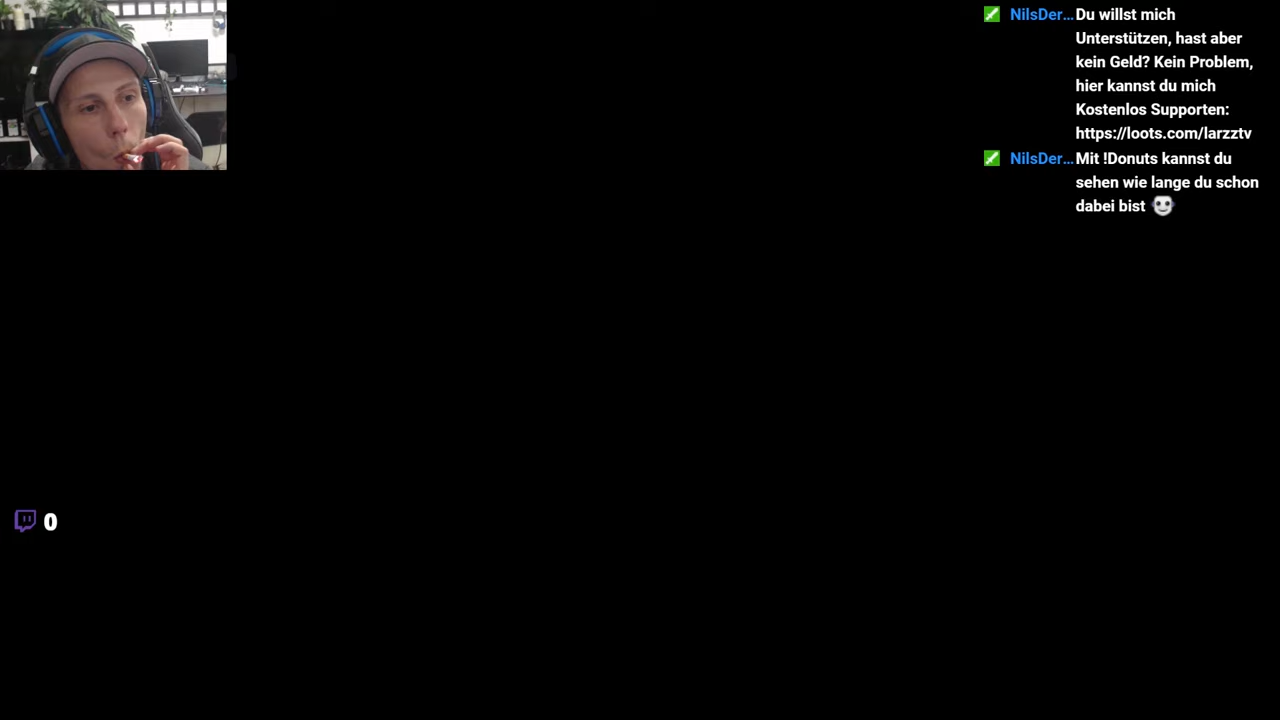 NilsDer… Du willst mich
Unterstützen, hast aber
kein Geld? Kein Problem,
hier kannst du mich
Kostenlos Supporten:
https://loots.com/larzztv
NilsDer… Mit !Donuts kannst du
sehen wie lange du schon
dabei bist
0